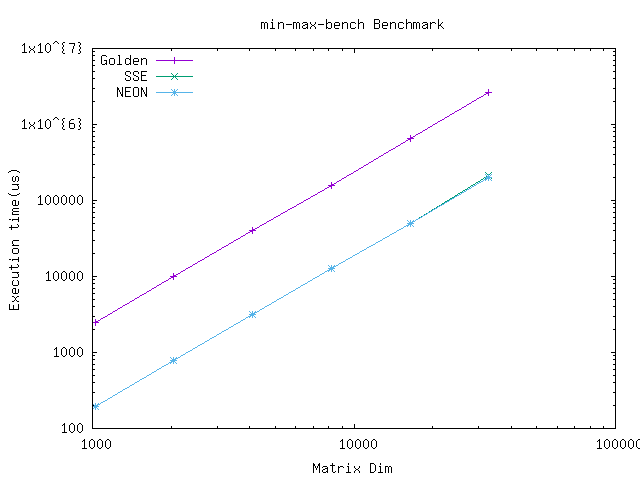 min-max-bench Benchmark
1x10^{7}
1x10^{6}
100000
10000
1000
100
Execution time(us)
Golden
SSE
NEON
1000
10000
100000
Matrix Dim